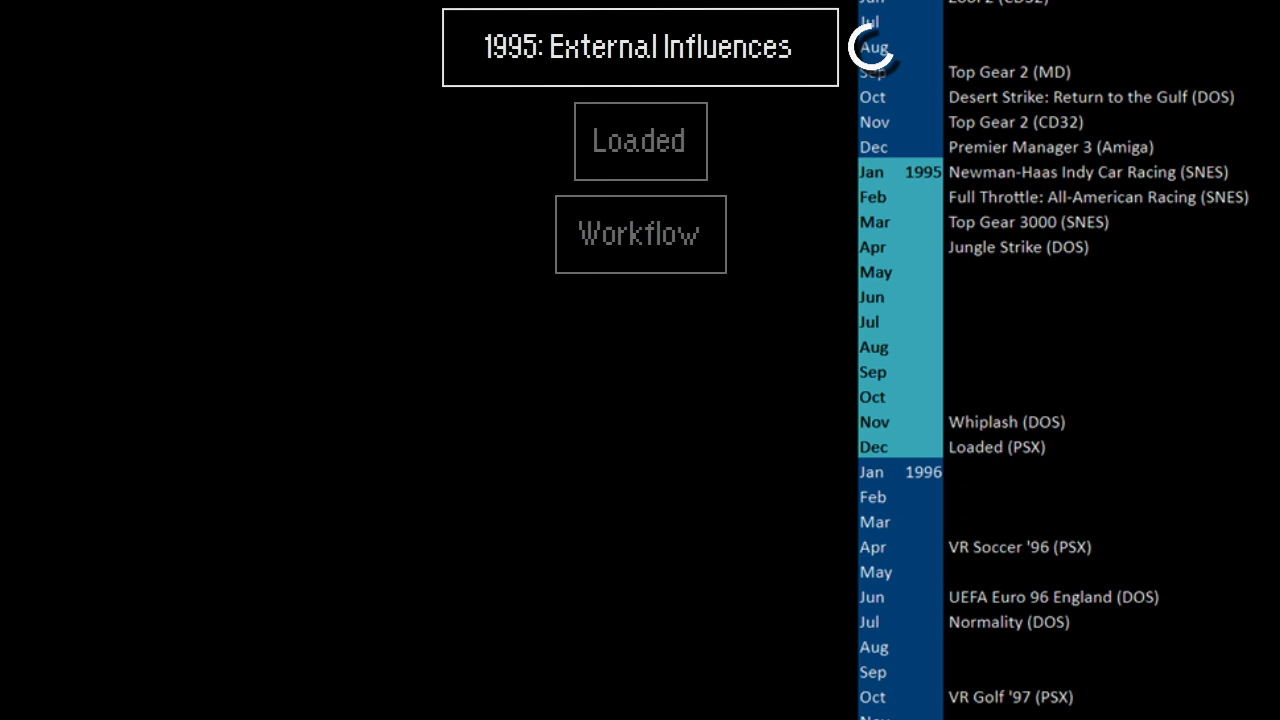 1995: External Influences
Loaded
Workflow
Jun Zool 2 (CD32)
Jul
Aug
Sep Top Gear 2 (MD)
Oct Desert Strike: Return to the Gulf (DOS)
Nov Top Gear 2 (CD32)
Dec Premier Manager 3 (Amiga)
Jan 1995 Newman-Haas Indy Car Racing (SNES)
Feb Full Throttle: All-American Racing (SNES)
Mar Top Gear 3000 (SNES)
Apr Jungle Strike (DOS)
May
Jun
Jul
Aug
Sep
Oct
Nov Whiplash (DOS)
Dec Loaded (PSX)
Jan 1996
Feb
Mar
Apr VR Soccer '96 (PSX)
May
Jun UEFA Euro 96 England (DOS)
Jul Normality (DOS)
Aug
Sep
Oct VR Golf '97 (PSX)